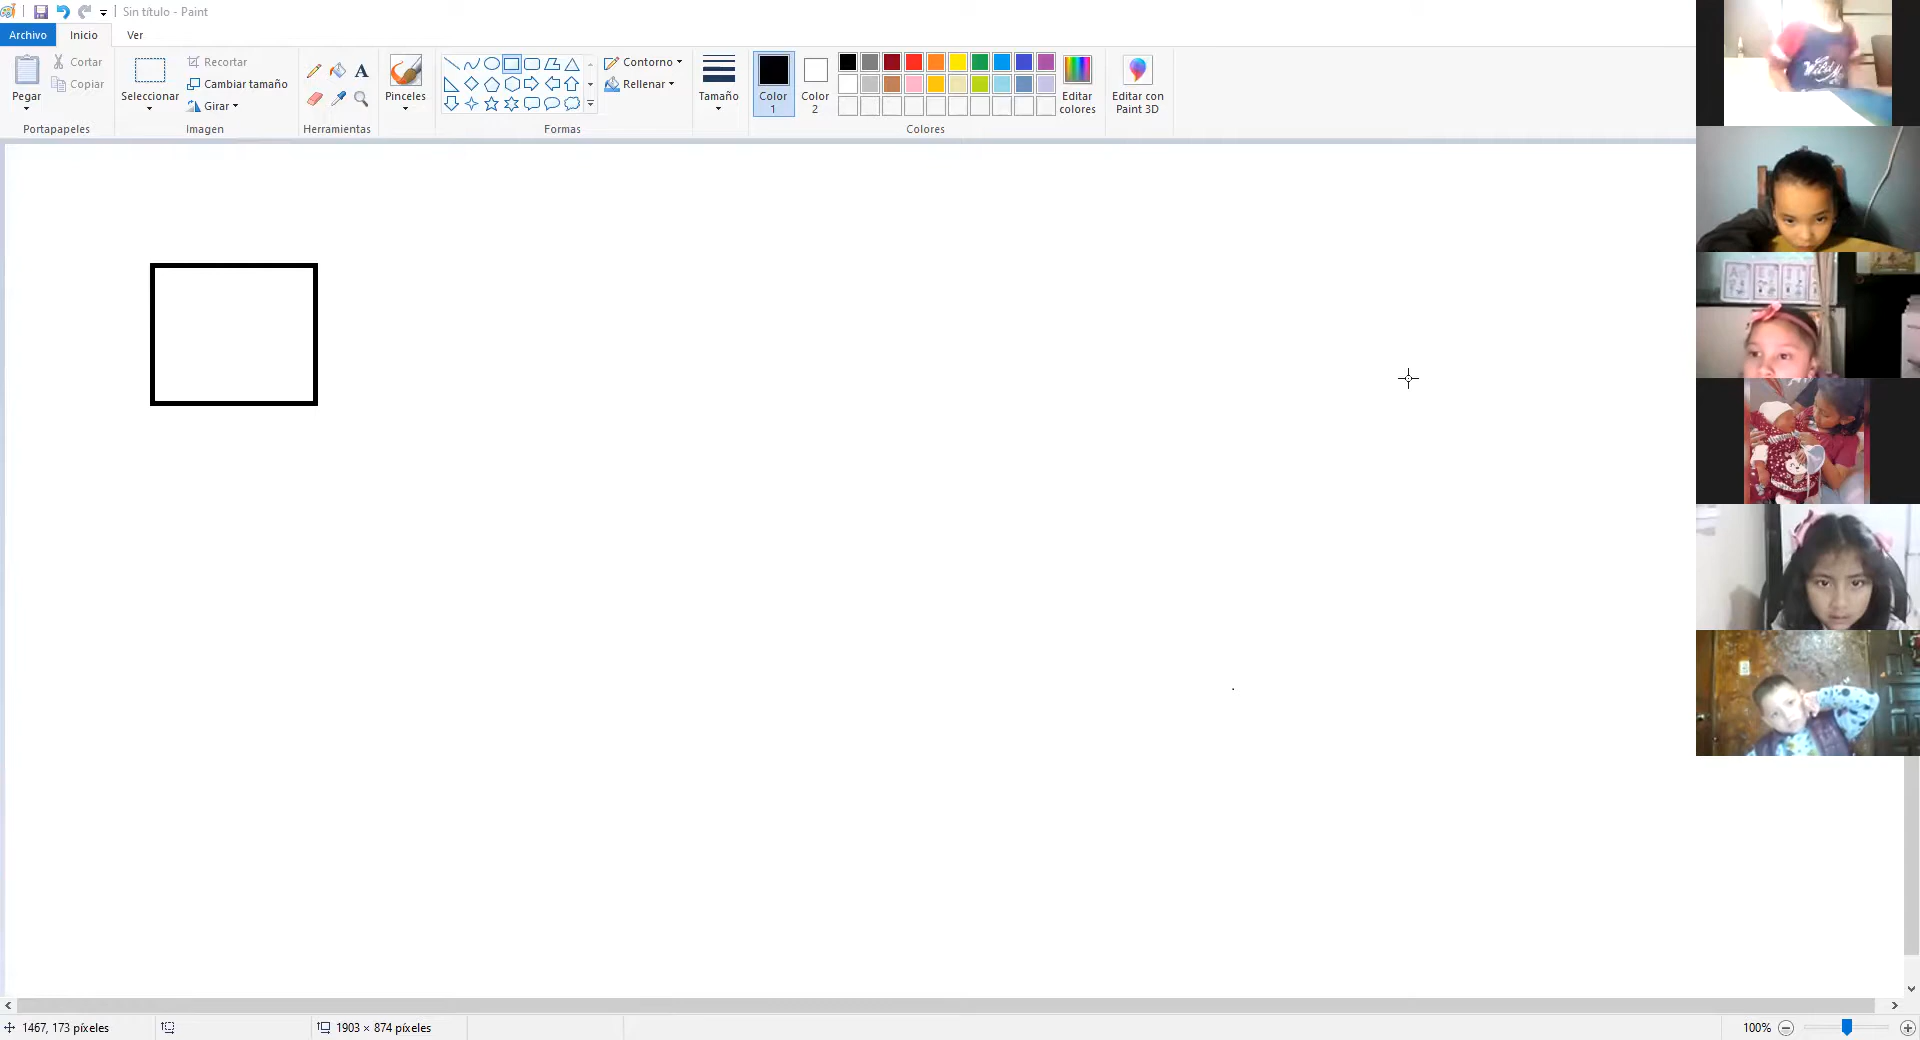 Sin título - Paint
Archivo Inicio Ver
Pegar
Cortar
Copiar
Portapapeles
Seleccionar
Recortar
Cambiar tamaño
Girar
Imagen
A
Herramientas
Pinceles
Formas
Contorno
Rellenar
Tamaño
Color
1
Color
2
Colores
Editar
colores
Editar con
Paint 3D
1467, 173 píxeles
1903 × 874 píxeles
100%